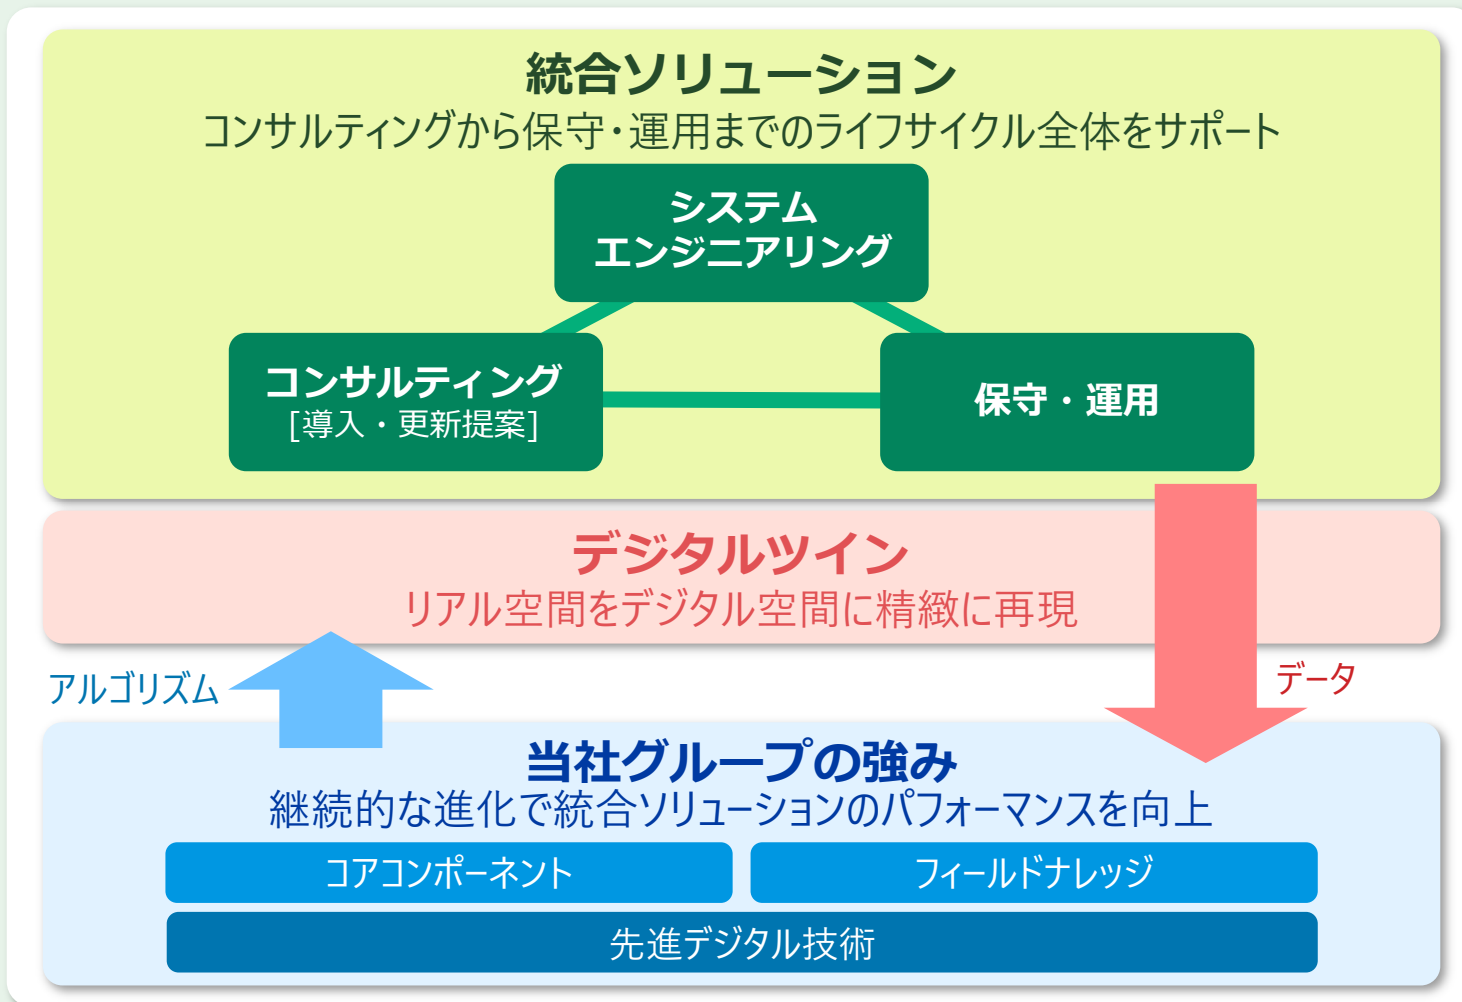 統合ソリューション
コンサルティングから保守・運用までのライフサイクル全体をサポート
システム
エンジニアリング
コンサルティング
[導入・更新提案]
保守・運用
デジタルツイン
リアル空間をデジタル空間に精緻に再現
アルゴリズム
データ
当社グループの強み
継続的な進化で統合ソリューションのパフォーマンスを向上
コアコンポーネント
フィールドナレッジ
先進デジタル技術